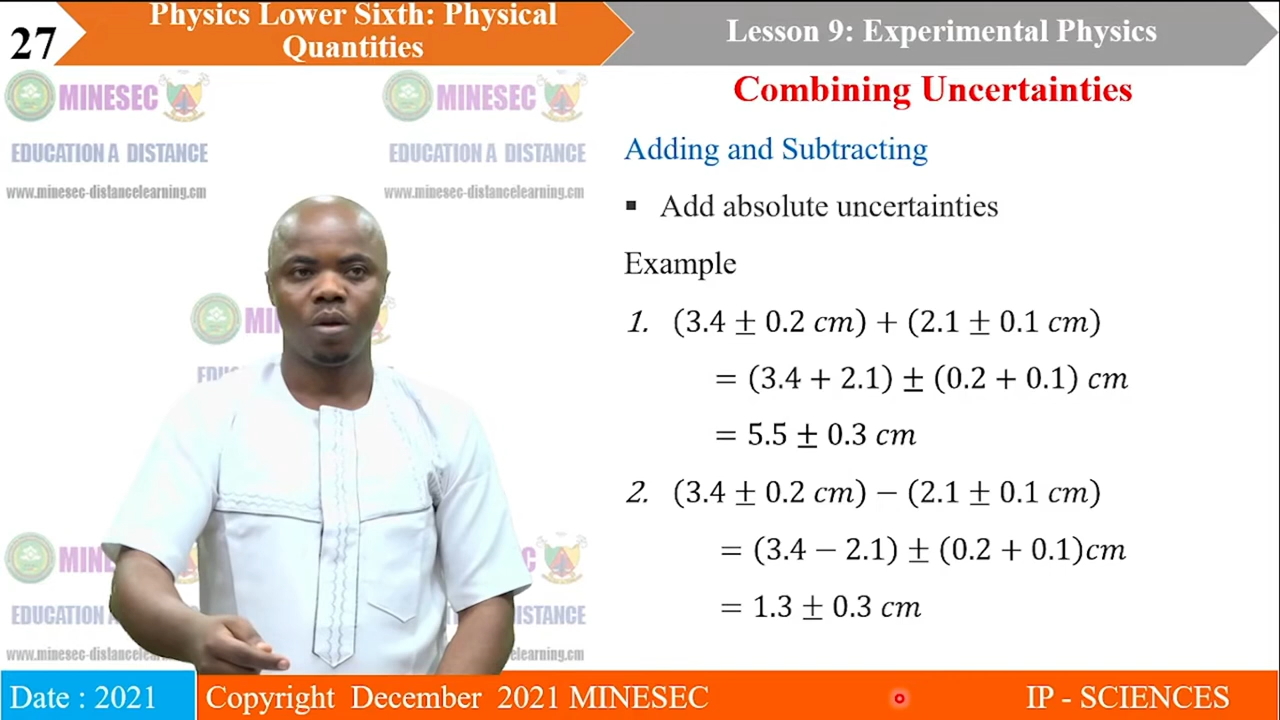 27
Physics Lower Sixth: Physical
Quantities
Lesson 9: Experimental Physics
MINESEC
EDUCATION A DISTANCE
www.minesec-distancelearning.cm
MINESEC
EDUCATION A DISTANCE
www.minesec-distancelearning.cm
Combining Uncertainties
Adding and Subtracting
▪ Add absolute uncertainties
Example
1. (3.4 ± 0.2 cm) + (2.1 ± 0.1 cm)
= (3.4 + 2.1) ± (0.2 + 0.1) cm
= 5.5 ± 0.3 cm
2. (3.4 ± 0.2 cm) − (2.1 ± 0.1 cm)
= (3.4 − 2.1) ± (0.2 + 0.1)cm
= 1.3 ± 0.3 cm
EDUCATION A
DISTANCE
Date : 2021
Copyright December 2021 MINESEC
IP - SCIENCES